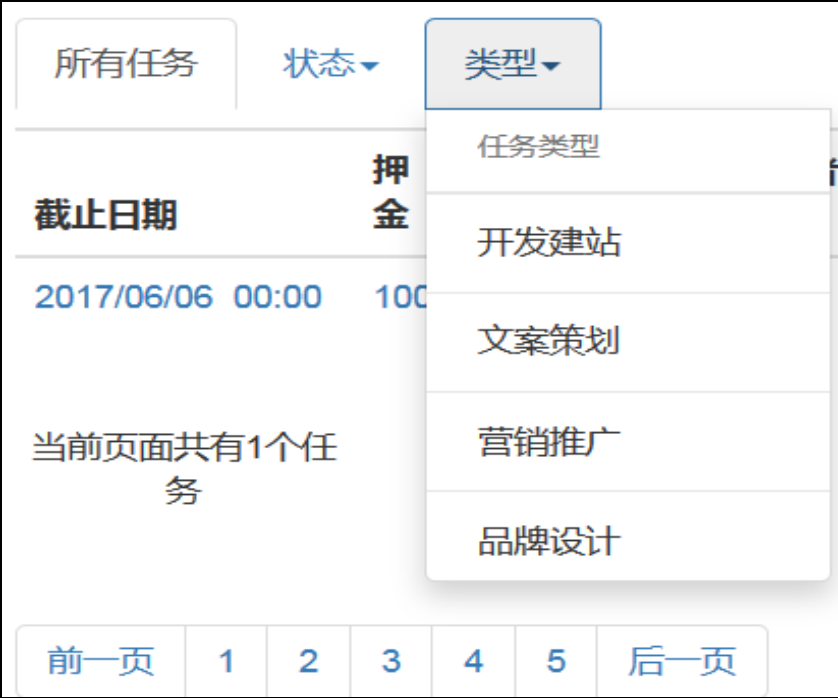 所有任务 状态 类型
任务类型
押
金
截止日期
开发建站
2017/06/06 00:00 100
文案策划
当前页面共有1个任
务
营销推广
品牌设计
前一页 1 2 3 4 5 后一页